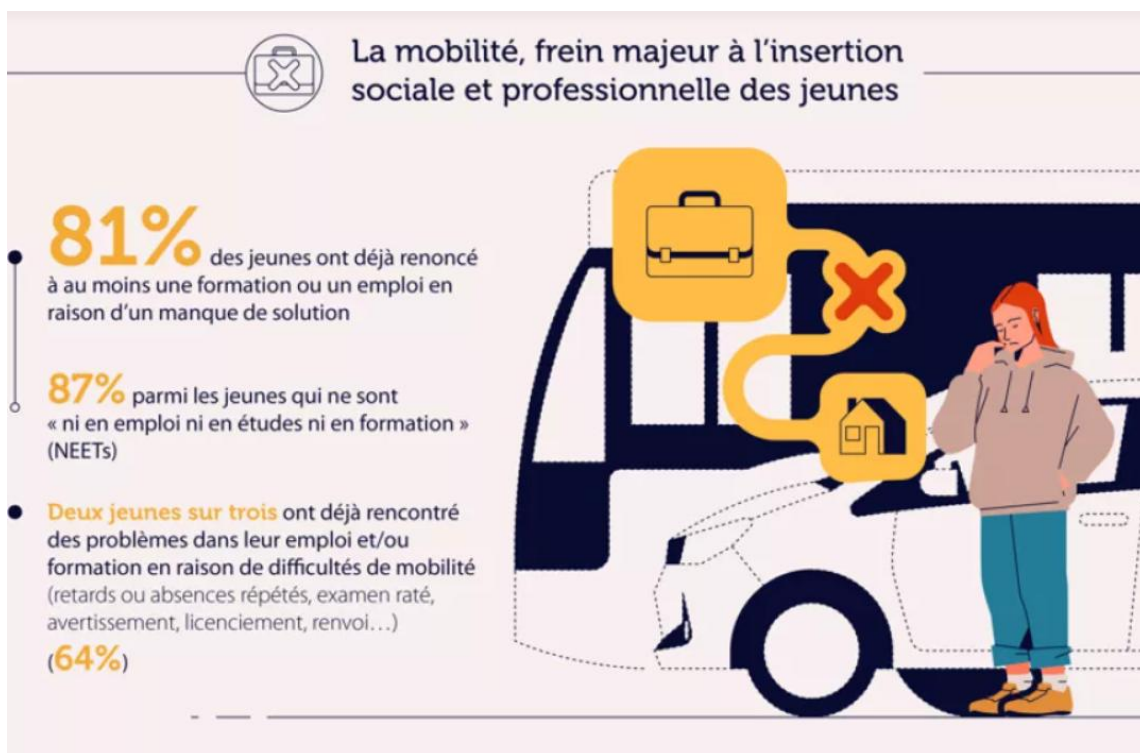 La mobilité, frein majeur à l’insertion
sociale et professionnelle des jeunes
81% des jeunes ont déjà renoncé
à au moins une formation ou un emploi en
raison d’un manque de solution
87% parmi les jeunes qui ne sont
« ni en emploi ni en études ni en formation »
(NEETs)
Deux jeunes sur trois ont déjà rencontré
des problèmes dans leur emploi et/ou
formation en raison de difficultés de mobilité
(retards ou absences répétés, examen raté,
avertissement, licenciement, renvoi…)
(64%)